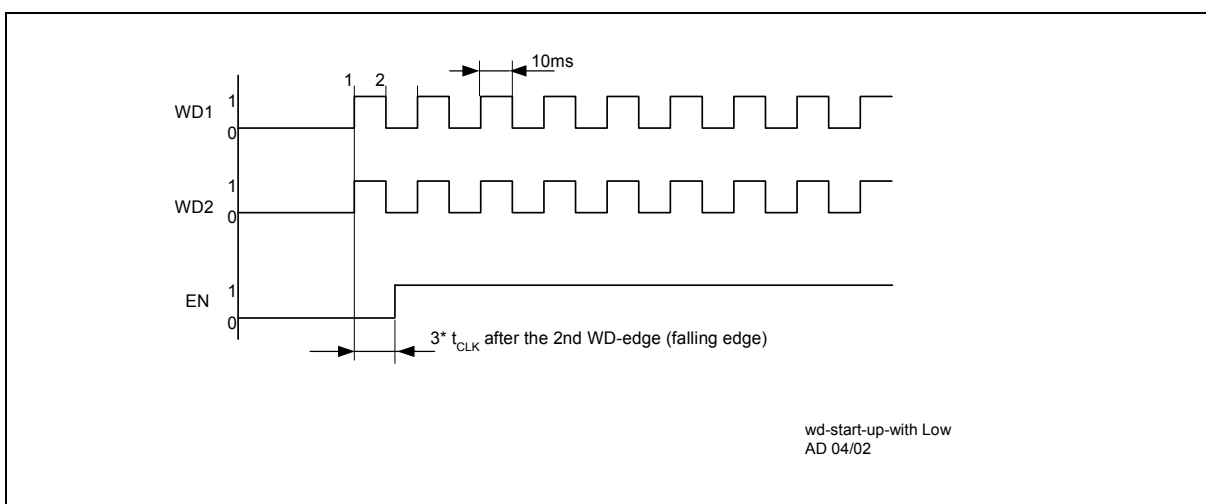 10ms
1 2
WD1 1
0
WD2 1
0
EN 1
0
3* tCLK after the 2nd WD-edge (falling edge)
wd-start-up-with Low
AD 04/02